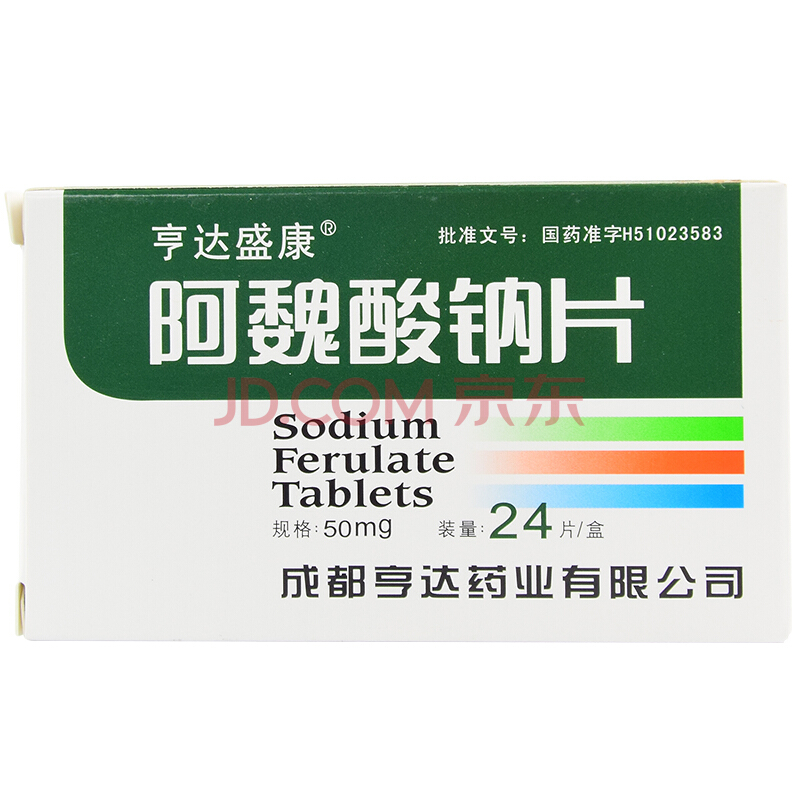 亨达盛康®
批准文号：国药准字H51023583
阿魏酸钠片
JD.COM 京东
Sodium
Ferulate
Tablets
规格:50mg 装量:24片/盒
成都亨达药业有限公司